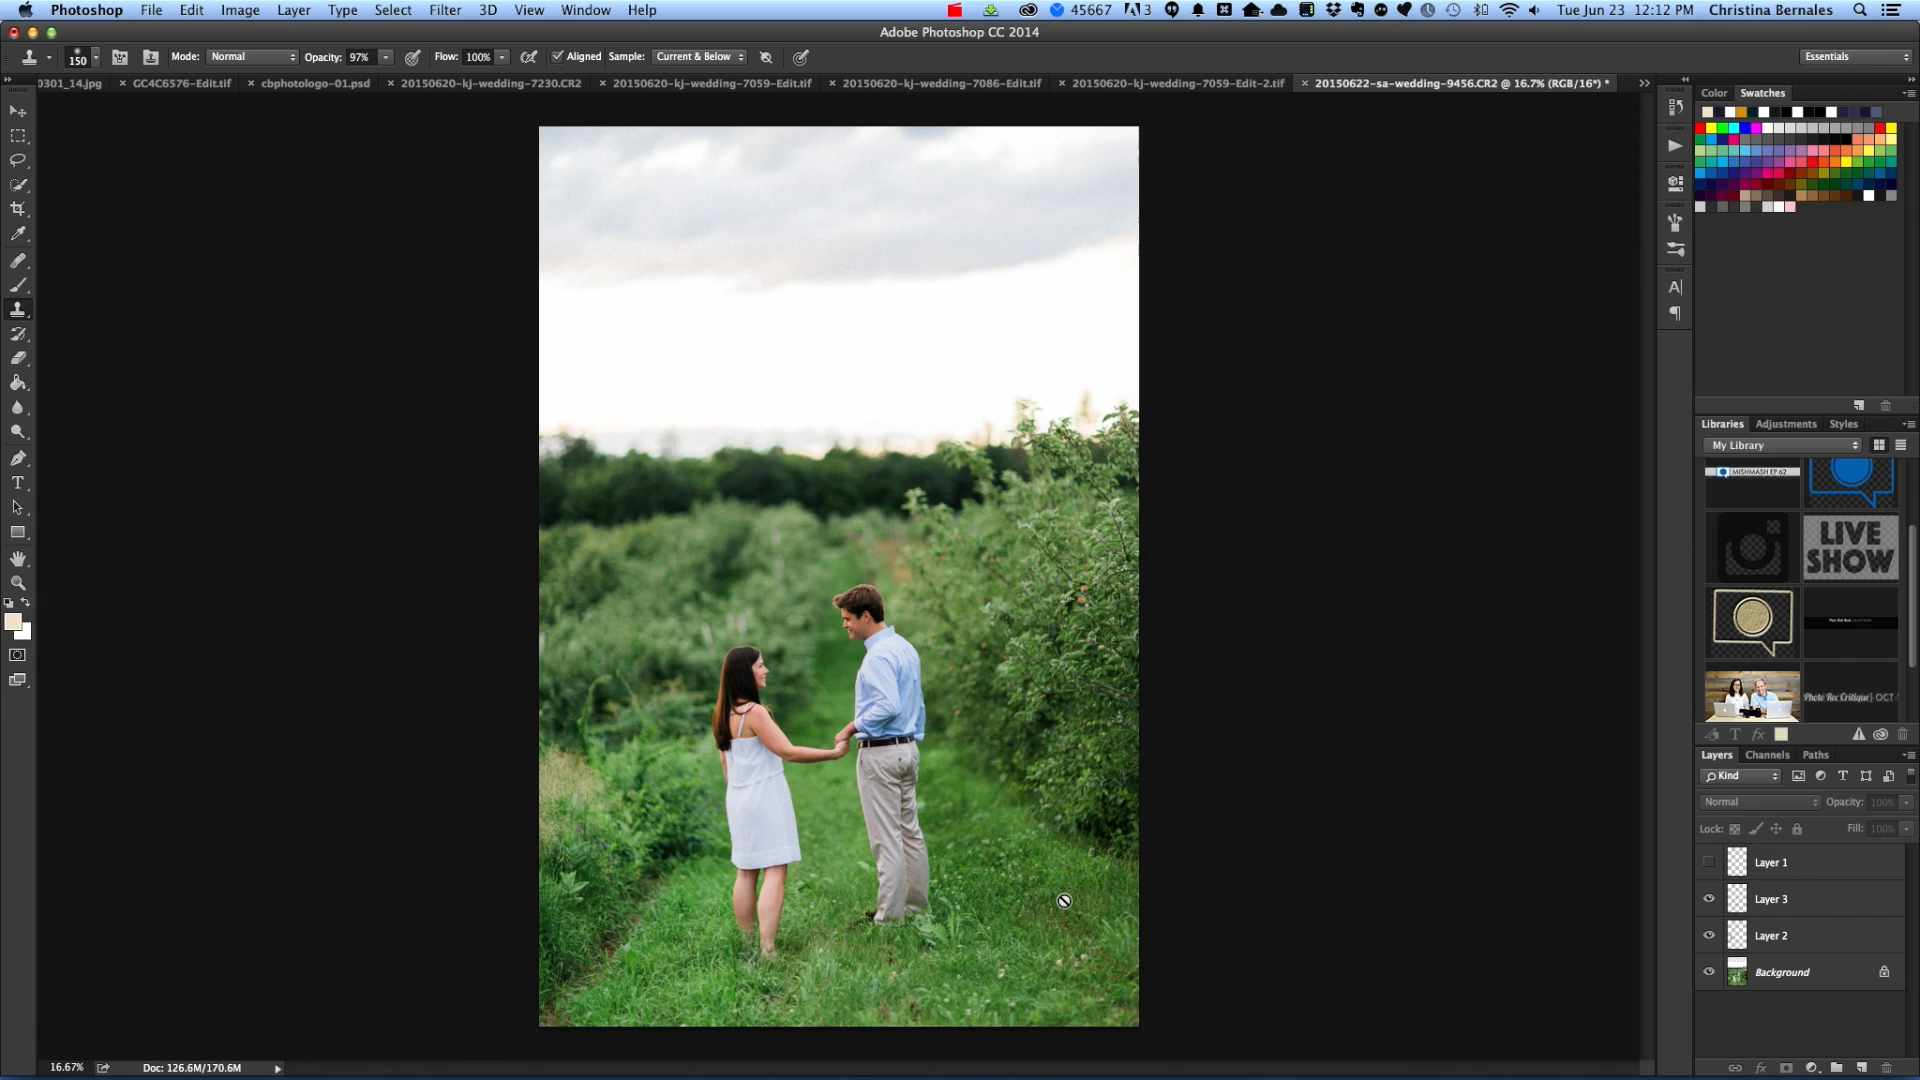 Photoshop File Edit Image Layer Type Select Filter 3D View Window Help 45667 3 Tue Jun 23 12:12 PM Christina Bernales
Adobe Photoshop CC 2014
150 Mode: Normal Opacity: 97% Flow: 100% Aligned Sample: Current & Below Essentials
0301_14.jpg × GC4C6576-Edit.tif × cbphotologo-01.psd × 20150620-kj-wedding-7230.CR2 × 20150620-kj-wedding-7059-Edit.tif × 20150620-kj-wedding-7086-Edit.tif × 20150620-kj-wedding-7059-Edit-2.tif × 20150622-sa-wedding-9456.CR2 @ 16.7% (RGB/16*) *
Color Swatches
Libraries Adjustments Styles
My Library
MISHMASH EP 62
LIVE
SHOW
Photo Rec Critique| OCT
Layers Channels Paths
Kind
Normal Opacity: 100%
Lock: Fill: 100%
Layer 1
Layer 3
Layer 2
Background
16.67% Doc: 126.6M/170.6M